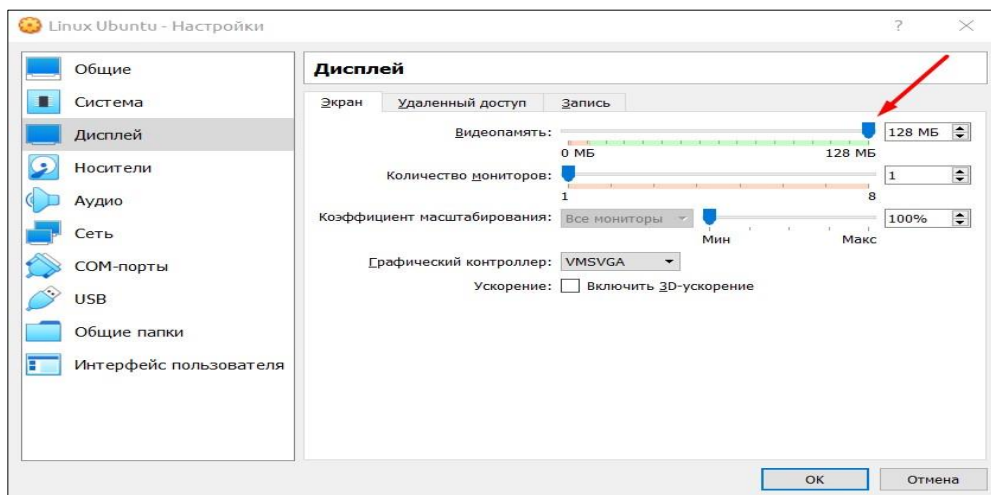 Linux Ubuntu - Настройки
?
Общие
Система
Дисплей
Носители
Аудио
Сеть
COM-порты
USB
Общие папки
Интерфейс пользователя
Дисплей
Экран Удаленный доступ Запись
Видеопамять: 128 МБ
0 МБ 128 МБ
Количество мониторов: 1
1 8
Коэффициент масштабирования: Все мониторы 100%
Мин Макс
Графический контроллер: VMSVGA
Ускорение: Включить 3D-ускорение
OK Отмена